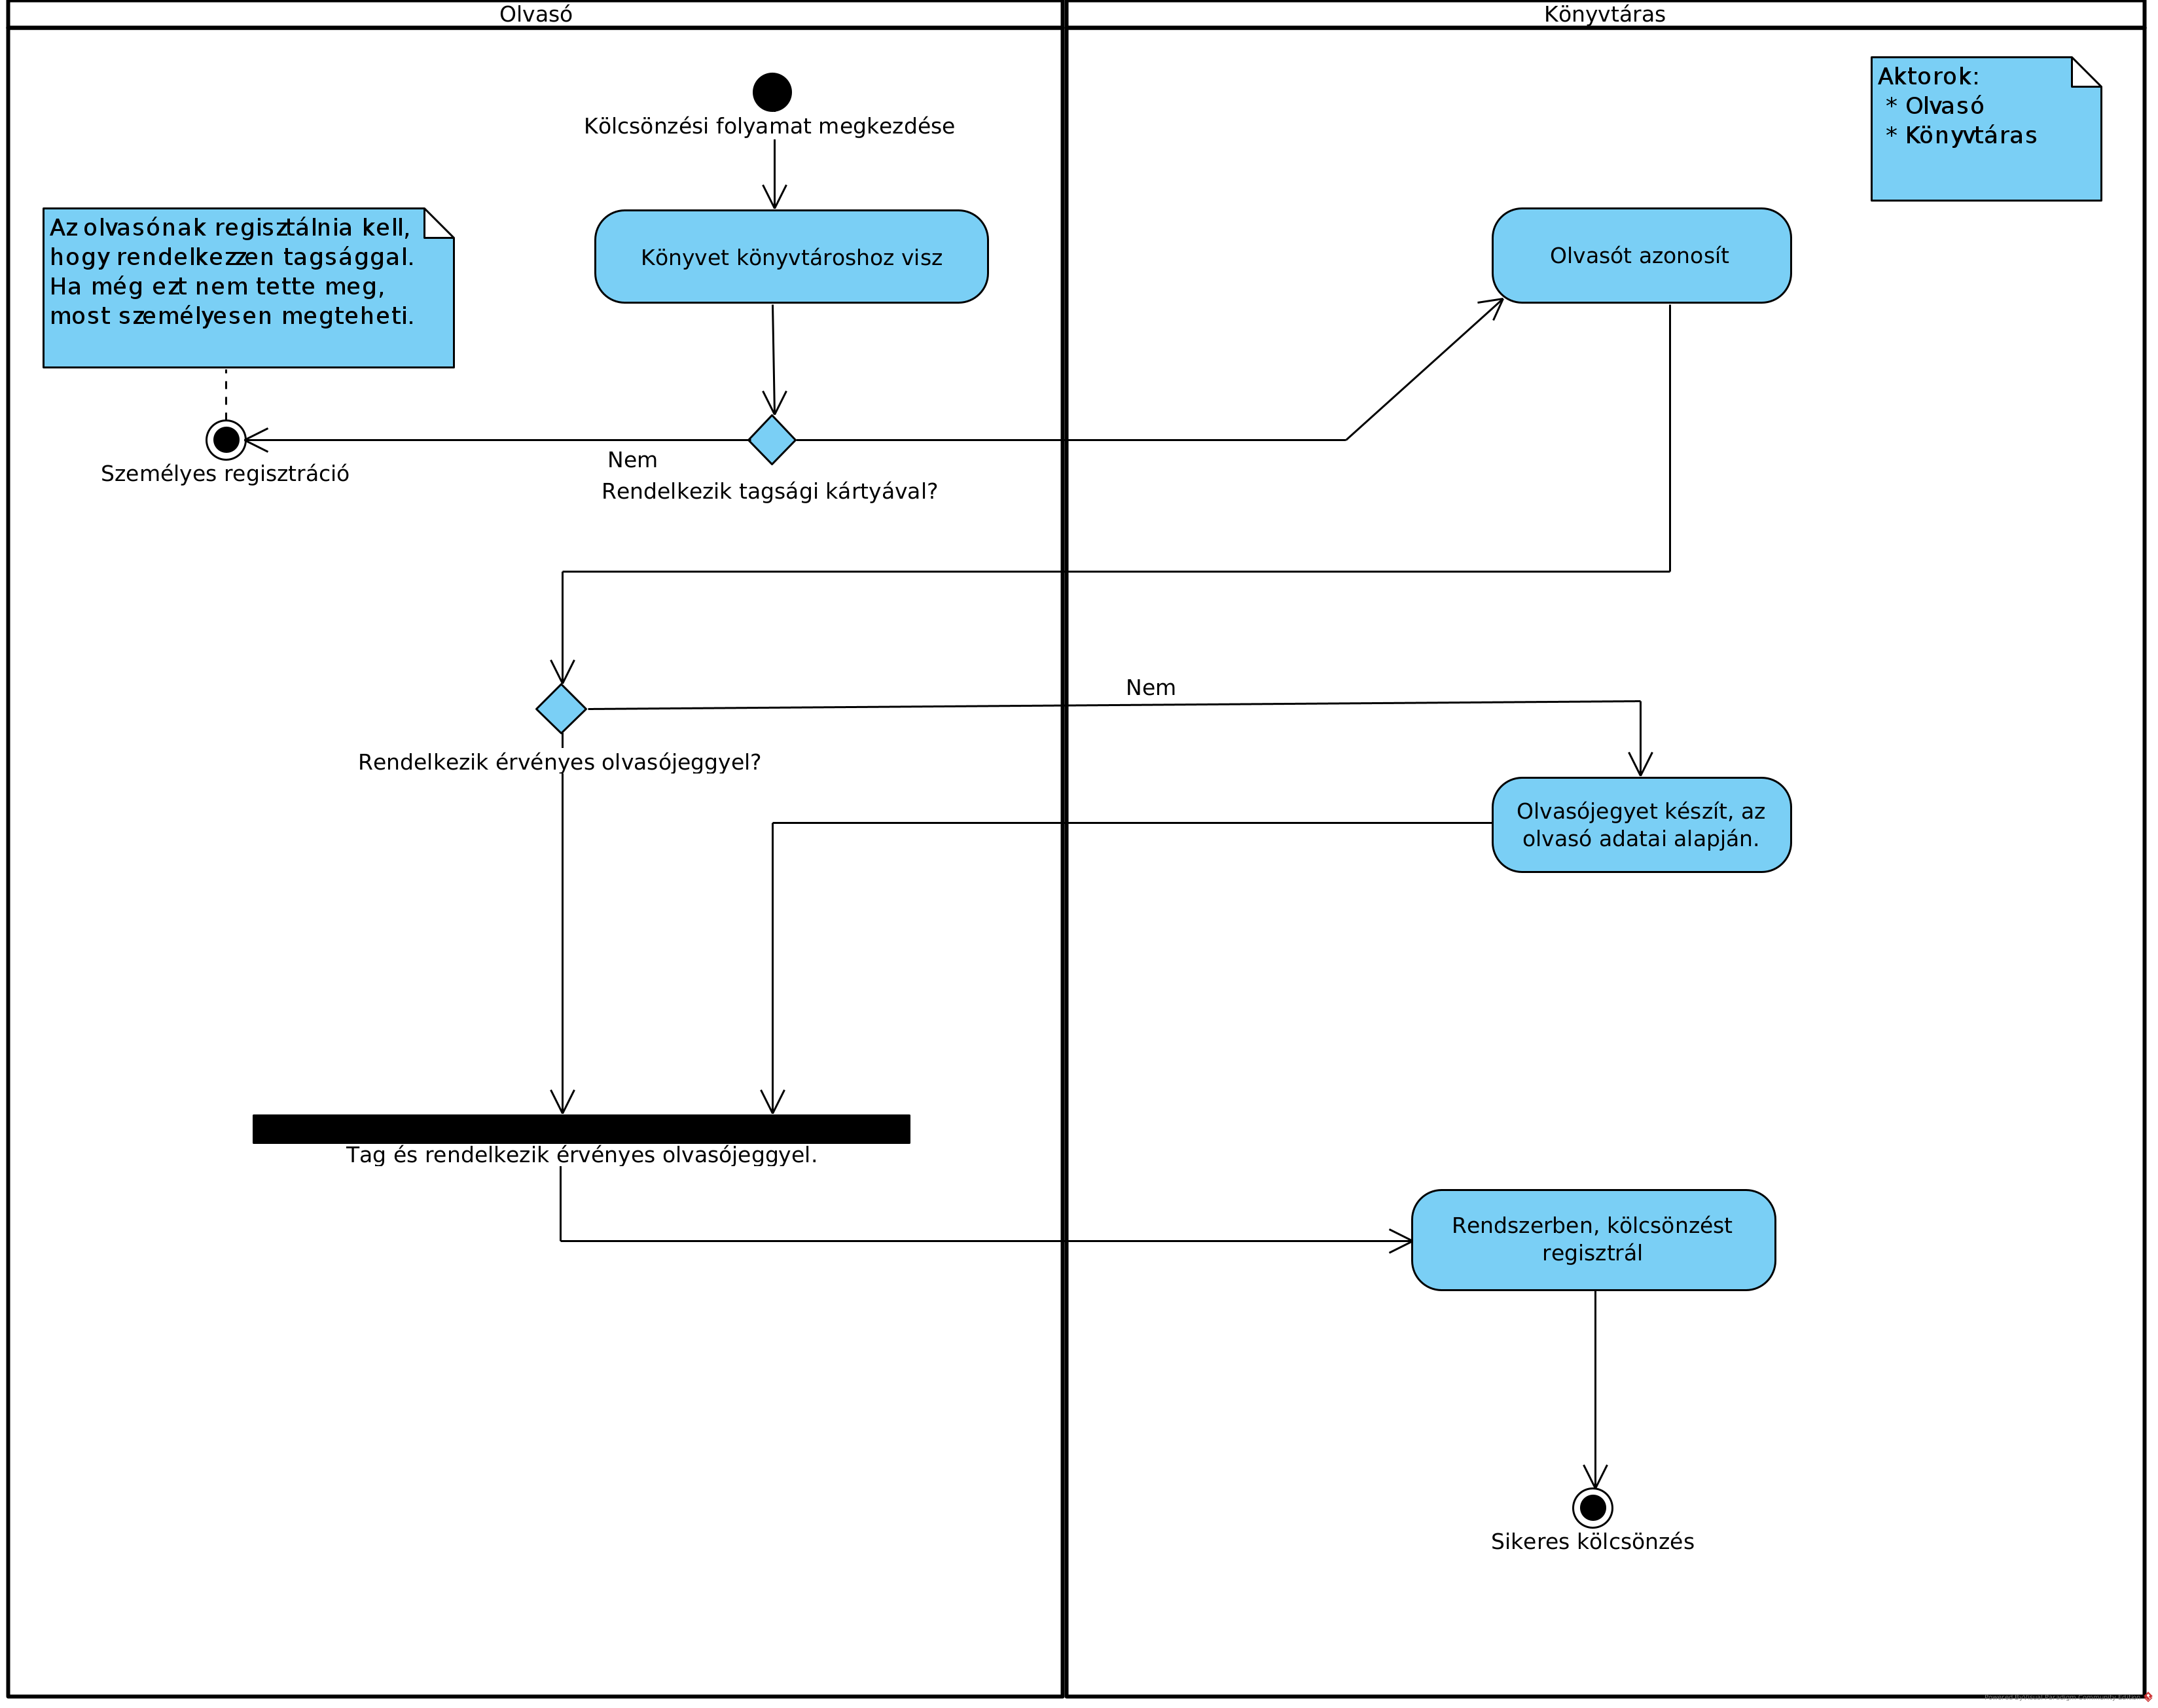 Olvasó
Könyvtáras
Aktorok:
* Olvasó
* Könyvtáras
Kölcsönzési folyamat megkezdése
Az olvasónak regisztálnia kell,
hogy rendelkezzen tagsággal.
Ha még ezt nem tette meg,
most személyesen megteheti.
Könyvet könyvtároshoz visz
Olvasót azonosít
Nem
Személyes regisztráció
Rendelkezik tagsági kártyával?
Nem
Rendelkezik érvényes olvasójeggyel?
Olvasójegyet készít, az
olvasó adatai alapján.
Tag és rendelkezik érvényes olvasójeggyel.
Rendszerben, kölcsönzést
regisztrál
Sikeres kölcsönzés